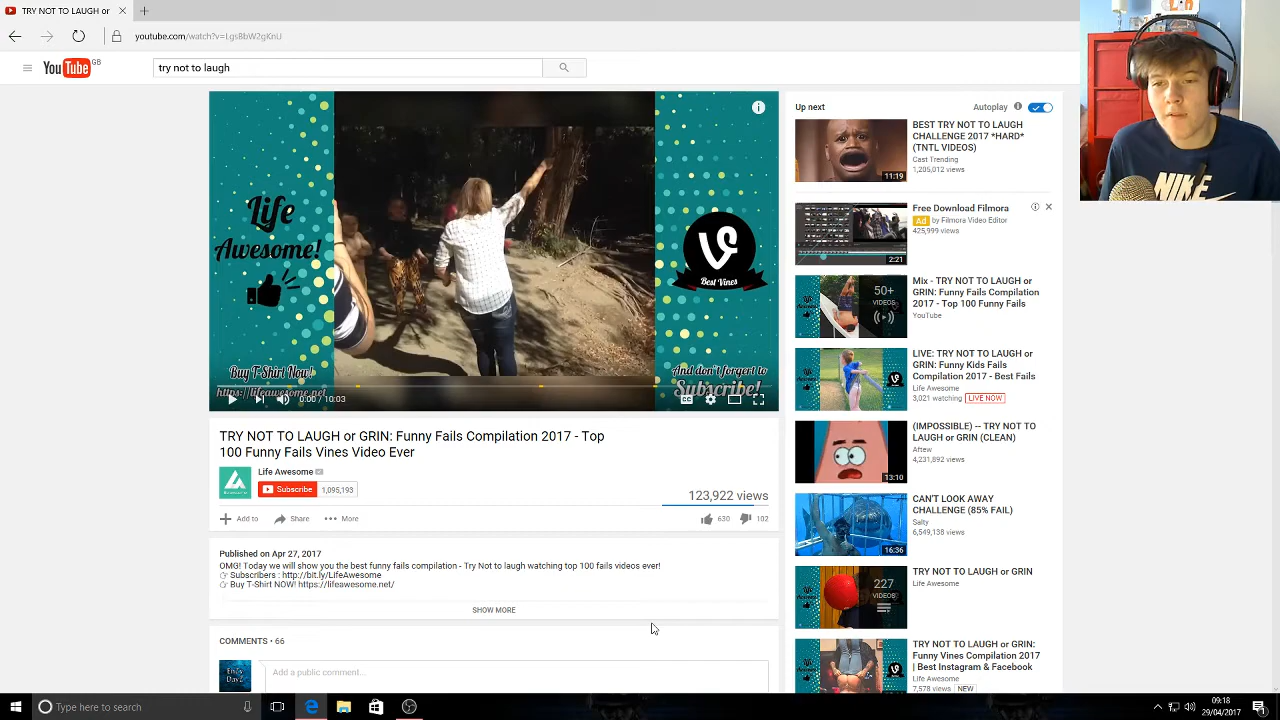 TRY NOT TO LAUGH or
youtube.com/watch?v=Lgs8bW2gKnU
YouTube GB
try not to laugh
Life
Awesome!
Best Vines
Buy T-Shirt Now!
https://lifeawesome.net
And don't forget to
Subscribe!
0:00 / 10:03
CC
TRY NOT TO LAUGH or GRIN: Funny Fails Compilation 2017 - Top
100 Funny Fails Vines Video Ever
Life Awesome
Subscribe 1,095,193
123,922 views
Add to Share More
630 102
Published on Apr 27, 2017
OMG! Today we will show you the best funny fails compilation - Try Not to laugh watching top 100 fails videos ever!
Subscribers : http://bit.ly/LifeAwesome
Buy T-Shirt NOW! https://lifeawesome.net/
SHOW MORE
COMMENTS • 66
Add a public comment...
Up next
Autoplay
BEST TRY NOT TO LAUGH
CHALLENGE 2017 *HARD*
(TNTL VIDEOS)
Cast Trending
1,205,012 views
11:19
Free Download Filmora
Ad by Filmora Video Editor
425,999 views
2:21
Mix - TRY NOT TO LAUGH or
GRIN: Funny Fails Compilation
2017 - Top 100 Funny Fails
YouTube
50+
VIDEOS
LIVE: TRY NOT TO LAUGH or
GRIN: Funny Kids Fails
Compilation 2017 - Best Fails
Life Awesome
3,021 watching LIVE NOW
(IMPOSSIBLE) -- TRY NOT TO
LAUGH or GRIN (CLEAN)
Aftew
4,231,892 views
13:10
CAN'T LOOK AWAY
CHALLENGE (85% FAIL)
Salty
6,549,138 views
16:36
TRY NOT TO LAUGH or GRIN
Life Awesome
227
VIDEOS
TRY NOT TO LAUGH or GRIN:
Funny Vines Compilation 2017
| Best Instagram & Facebook
Life Awesome
7,578 views NEW
NIKE
Type here to search
09:18
29/04/2017